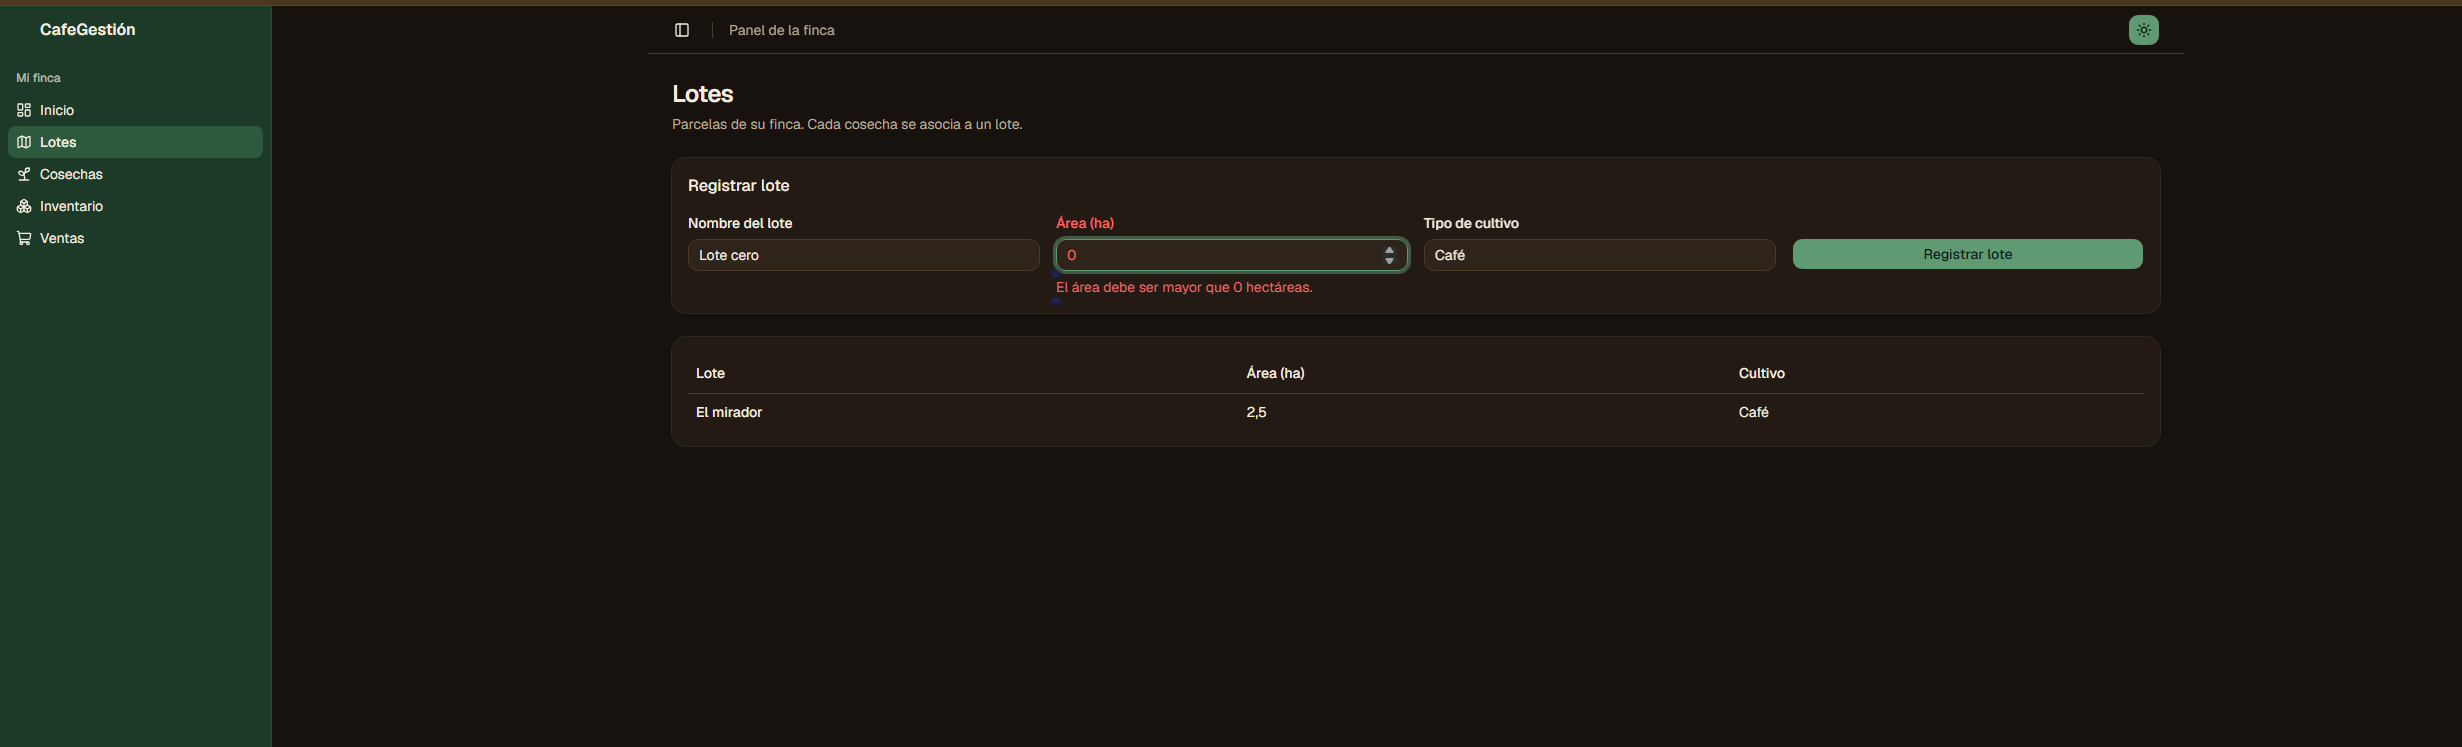 CafeGestión
Mi finca
Inicio
Lotes
Cosechas
Inventario
Ventas
Panel de la finca
Lotes
Parcelas de su finca. Cada cosecha se asocia a un lote.
Registrar lote
Nombre del lote Área (ha) Tipo de cultivo
Lote cero 0 Café Registrar lote
El área debe ser mayor que 0 hectáreas.
Lote Área (ha) Cultivo
El mirador 2,5 Café